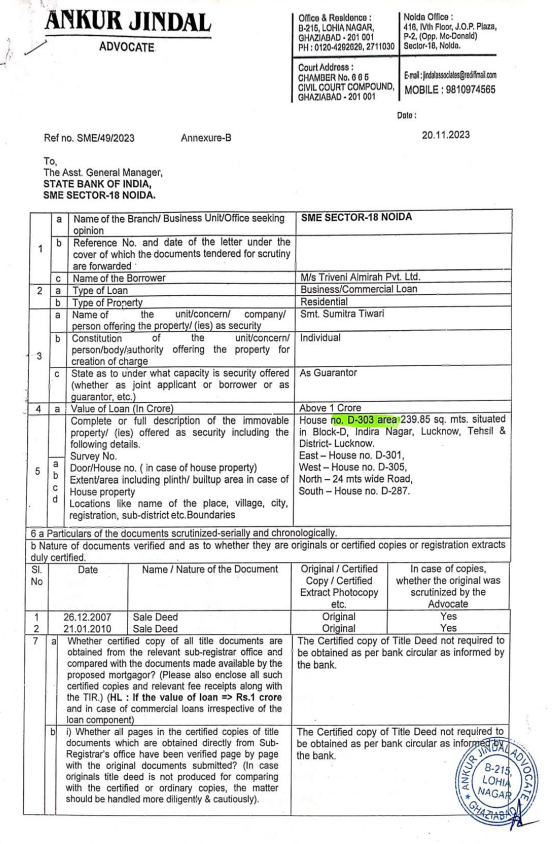 ANKUR JINDAL
ADVOCATE
Office & Residence :
B-215, LOHIA NAGAR,
GHAZIABAD - 201 001
PH : 0120-4292629, 2711030
Noida Office :
416, IVth Floor, J.O.P. Plaza,
P-2, (Opp. Mc-Donald)
Sector-18, Noida.
Court Address :
CHAMBER No. 6 6 5
CIVIL COURT COMPOUND,
GHAZIABAD - 201 001
E-mail : jindalassociates@rediffmail.com
MOBILE : 9810974565
Date :
Ref no. SME/49/2023 Annexure-B 20.11.2023
To,
The Asst. General Manager,
STATE BANK OF INDIA,
SME SECTOR-18 NOIDA.
1 a Name of the Branch/ Business Unit/Office seeking opinion SME SECTOR-18 NOIDA
b Reference No. and date of the letter under the
cover of which the documents tendered for scrutiny
are forwarded
c Name of the Borrower M/s Triveni Almirah Pvt. Ltd.
2 a Type of Loan Business/Commercial Loan
b Type of Property Residential
3 a Name of the unit/concern/ company/ Smt. Sumitra Tiwari
person offering the property/ (ies) as security
b Constitution of the unit/concern/ Individual
person/body/authority offering the property for
creation of charge
c State as to under what capacity is security offered As Guarantor
(whether as joint applicant or borrower or as
guarantor, etc.)
4 a Value of Loan (In Crore) Above 1 Crore
5 Complete or full description of the immovable
property/ (ies) offered as security including the
following details.
Survey No.
a Door/House no. ( in case of house property)
b Extent/area including plinth/ builtup area in case of
c House property
d Locations like name of the place, village, city,
registration, sub-district etc.Boundaries
House no. D-303 area 239.85 sq. mts. situated
in Block-D, Indira Nagar, Lucknow, Tehsil &
District- Lucknow.
East – House no. D-301,
West – House no. D-305,
North – 24 mts wide Road,
South – House no. D-287.
6 a Particulars of the documents scrutinized-serially and chronologically.
b Nature of documents verified and as to whether they are originals or certified copies or registration extracts
duly certified.
Sl. No
Date
Name / Nature of the Document
Original / Certified
Copy / Certified
Extract Photocopy
etc.
In case of copies,
whether the original was
scrutinized by the
Advocate
1 26.12.2007 Sale Deed Original Yes
2 21.01.2010 Sale Deed Original Yes
7 a Whether certified copy of all title documents are
obtained from the relevant sub-registrar office and
compared with the documents made available by the
proposed mortgagor? (Please also enclose all such
certified copies and relevant fee receipts along with
the TIR.) (HL : If the value of loan => Rs.1 crore
and in case of commercial loans irrespective of the
loan component)
The Certified copy of Title Deed not required to
be obtained as per bank circular as informed by
the bank.
b i) Whether all pages in the certified copies of title
documents which are obtained directly from Sub-
Registrar's office have been verified page by page
with the original documents submitted? (In case
originals title deed is not produced for comparing
with the certified or ordinary copies, the matter
should be handled more diligently & cautiously).
The Certified copy of Title Deed not required to
be obtained as per bank circular as informed by
the bank.
ANKUR JINDAL ADVOCATE
B-215,
LOHIA
NAGAR
GHAZIABAD